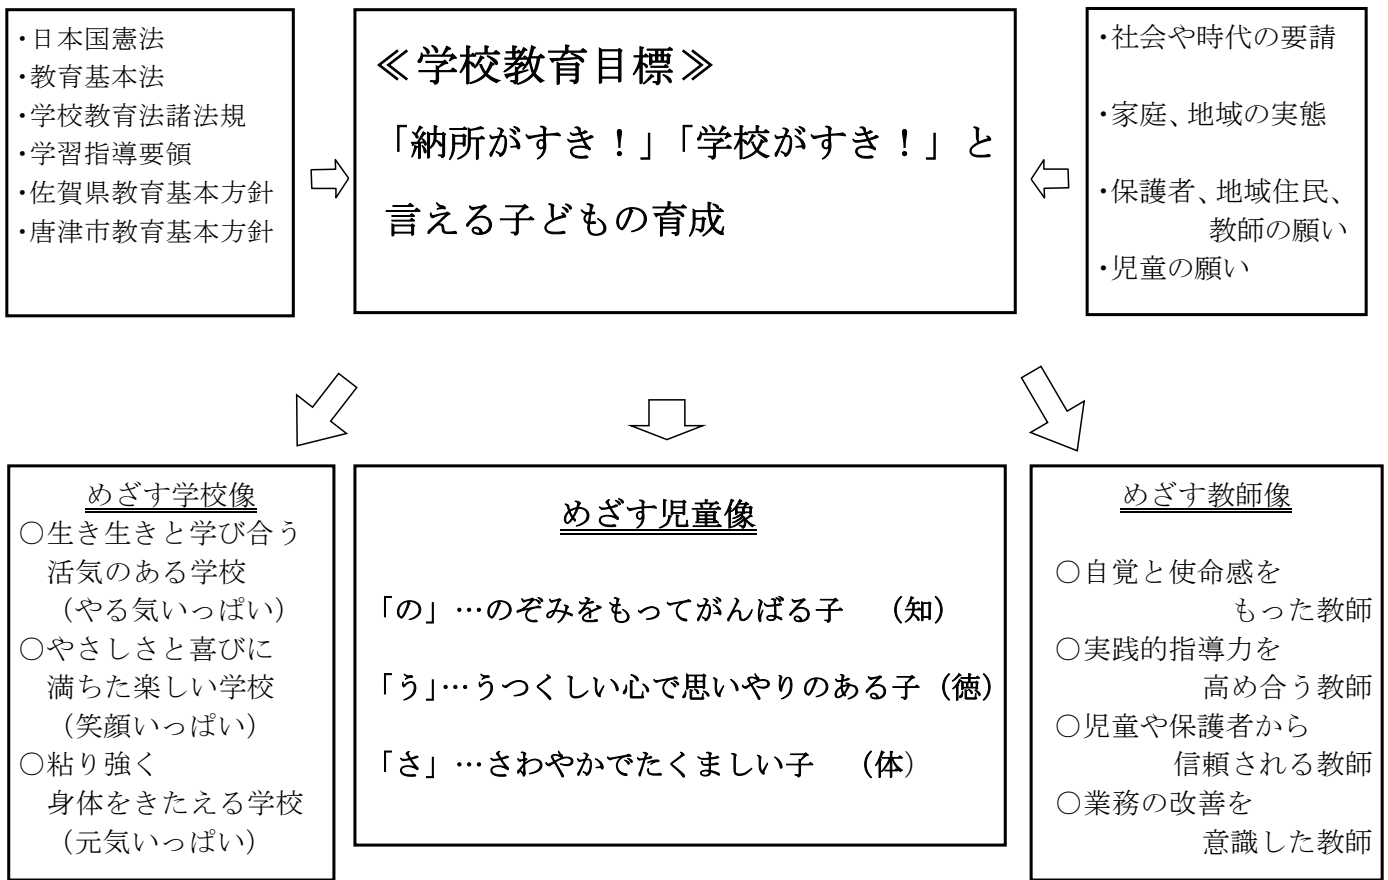 ・日本国憲法
・教育基本法
・学校教育法諸法規
・学習指導要領
・佐賀県教育基本方針
・唐津市教育基本方針
≪学校教育目標≫
「納所がすき！」「学校がすき！」と
言える子どもの育成
・社会や時代の要請
・家庭、地域の実態
・保護者、地域住民、
教師の願い
・児童の願い
めざす学校像
○生き生きと学び合う
活気のある学校
（やる気いっぱい）
○やさしさと喜びに
満ちた楽しい学校
（笑顔いっぱい）
○粘り強く
身体をきたえる学校
（元気いっぱい）
めざす児童像
「の」…のぞみをもってがんばる子　（知）
「う」…うつくしい心で思いやりのある子（徳）
「さ」…さわやかでたくましい子　（体）
めざす教師像
○自覚と使命感を
もった教師
○実践的指導力を
高め合う教師
○児童や保護者から
信頼される教師
○業務の改善を
意識した教師